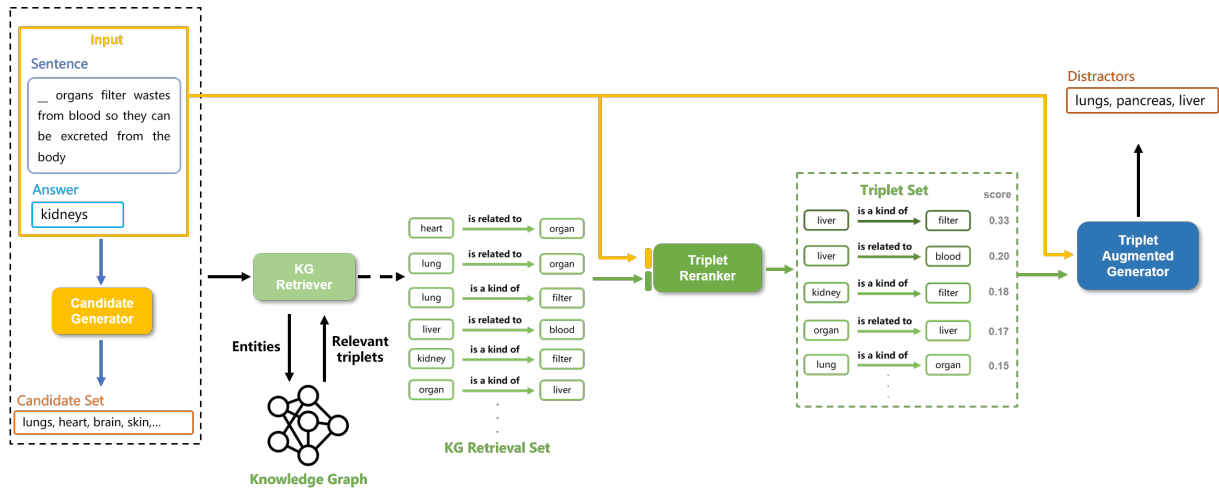 Input
Sentence
__ organs filter wastes
from blood so they can
be excreted from the
body
Answer
kidneys
Candidate
Generator
Candidate Set
lungs, heart, brain, skin,...
KG
Retriever
Entities
Relevant
triplets
Knowledge Graph
heart is related to organ
lung is related to organ
lung is a kind of filter
liver is related to blood
kidney is a kind of filter
organ is a kind of liver
KG Retrieval Set
Triplet
Reranker
Triplet Set score
liver is a kind of filter 0.33
liver is related to blood 0.20
kidney is a kind of filter 0.18
organ is related to liver 0.17
lung is a kind of organ 0.15
Triplet
Augmented
Generator
Distractors
lungs, pancreas, liver